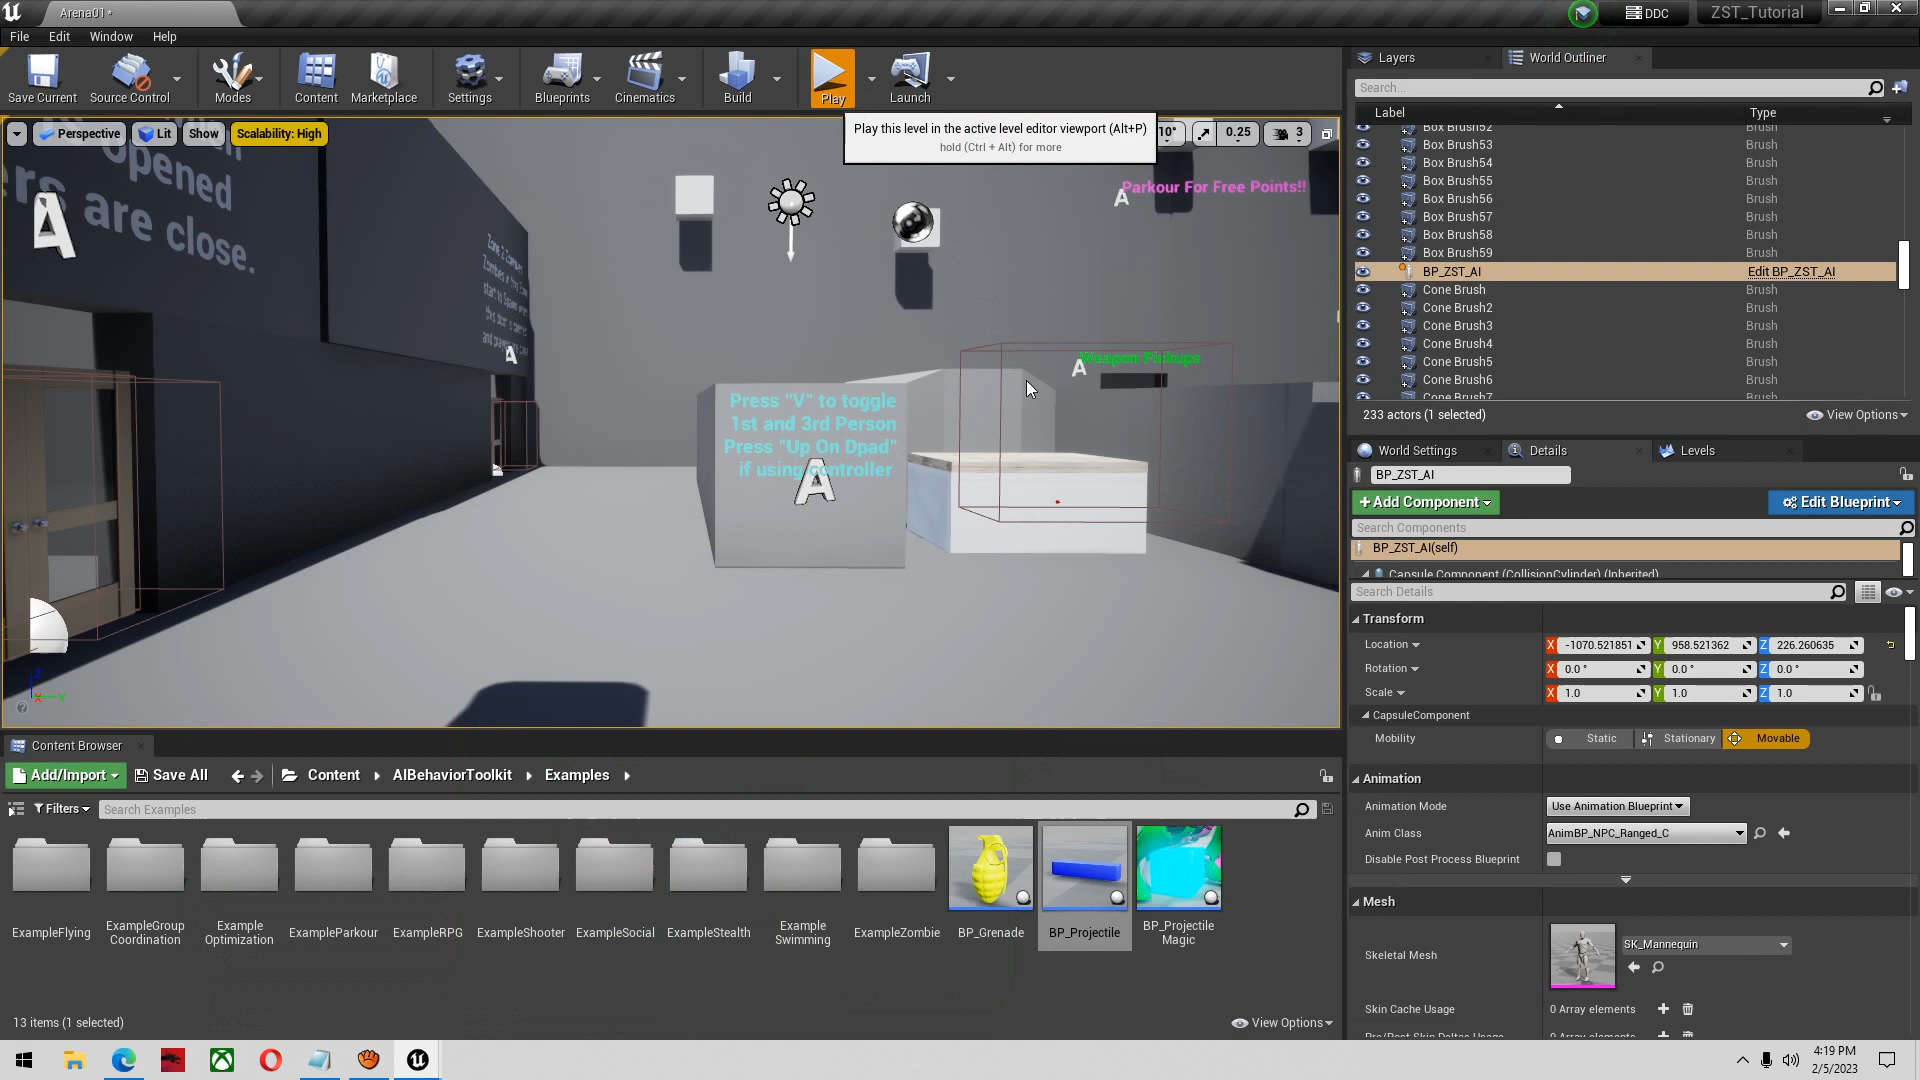 Arena01*
DDC
ZST_Tutorial
File
Edit
Window
Help
Save Current
Source Control
Modes
Content
Marketplace
Settings
Blueprints
Cinematics
Build
Play
Launch
Perspective
Lit
Show
Scalability: High
Play this level in the active level editor viewport (Alt+P)
hold (Ctrl + Alt) for more
10°
0.25
3
Opened
are close.
Parkour For Free Points!!
Weapon Pickups
Press "V" to toggle
1st and 3rd Person
Press "Up On Dpad"
if using controller
Layers
World Outliner
Search...
Label
Type
Box Brush52
Brush
Box Brush53
Brush
Box Brush54
Brush
Box Brush55
Brush
Box Brush56
Brush
Box Brush57
Brush
Box Brush58
Brush
Box Brush59
Brush
BP_ZST_AI
Edit BP_ZST_AI
Cone Brush
Brush
Cone Brush2
Brush
Cone Brush3
Brush
Cone Brush4
Brush
Cone Brush5
Brush
Cone Brush6
Brush
Cone Brush7
Brush
233 actors (1 selected)
View Options
World Settings
Details
Levels
BP_ZST_AI
+ Add Component
Edit Blueprint
Search Components
BP_ZST_AI(self)
Capsule Component (CollisionCylinder) (Inherited)
Search Details
Transform
Location
X -1070.521851
Y 958.521362
Z 226.260635
Rotation
X 0.0 °
Y 0.0 °
Z 0.0 °
Scale
X 1.0
Y 1.0
Z 1.0
CapsuleComponent
Mobility
Static
Stationary
Movable
Animation
Animation Mode
Use Animation Blueprint
Anim Class
AnimBP_NPC_Ranged_C
Disable Post Process Blueprint
Mesh
Skeletal Mesh
SK_Mannequin
Skin Cache Usage
0 Array elements
Content Browser
Add/Import
Save All
Content
AIBehaviorToolkit
Examples
Filters
Search Examples
ExampleFlying
ExampleGroup
Coordination
Example
Optimization
ExampleParkour
ExampleRPG
ExampleShooter
ExampleSocial
ExampleStealth
Example
Swimming
ExampleZombie
BP_Grenade
BP_Projectile
BP_Projectile
Magic
13 items (1 selected)
View Options
4:19 PM
2/5/2023